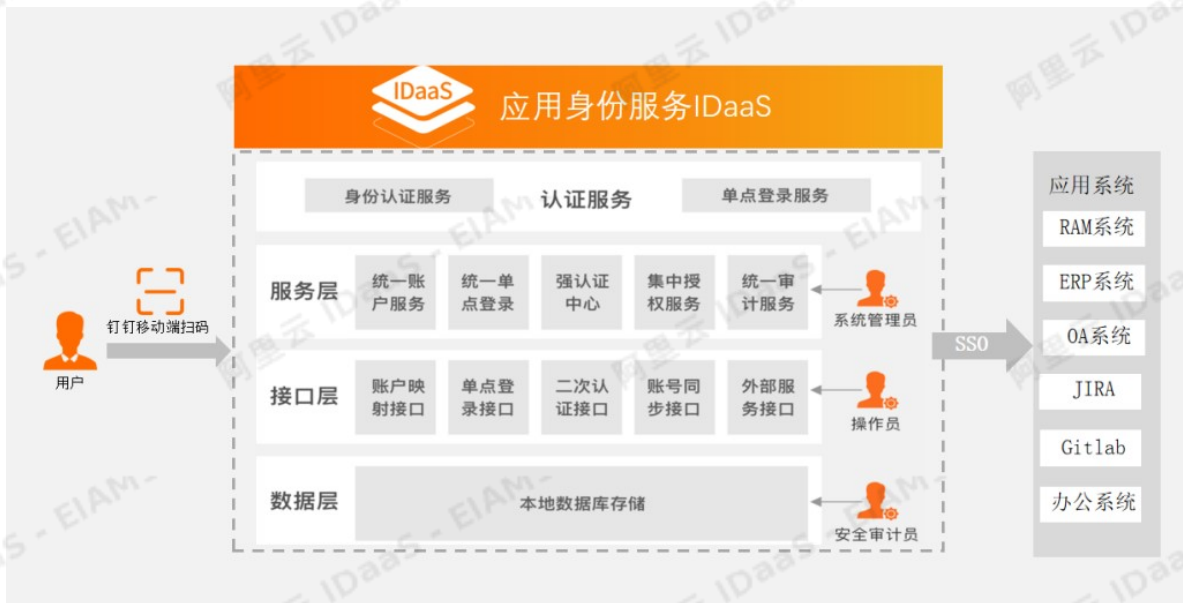 IDaaS
应用身份服务IDaaS
身份认证服务
认证服务
单点登录服务
服务层
统一账
户服务
统一单
点登录
强认证
中心
集中授
权服务
统一审
计服务
系统管理员
接口层
账户映
射接口
单点登
录接口
二次认
证接口
账号同
步接口
外部服
务接口
操作员
数据层
本地数据库存储
安全审计员
钉钉移动端扫码
用户
SSO
应用系统
RAM系统
ERP系统
OA系统
JIRA
Gitlab
办公系统
阿里云 IDaaS - EIAM-